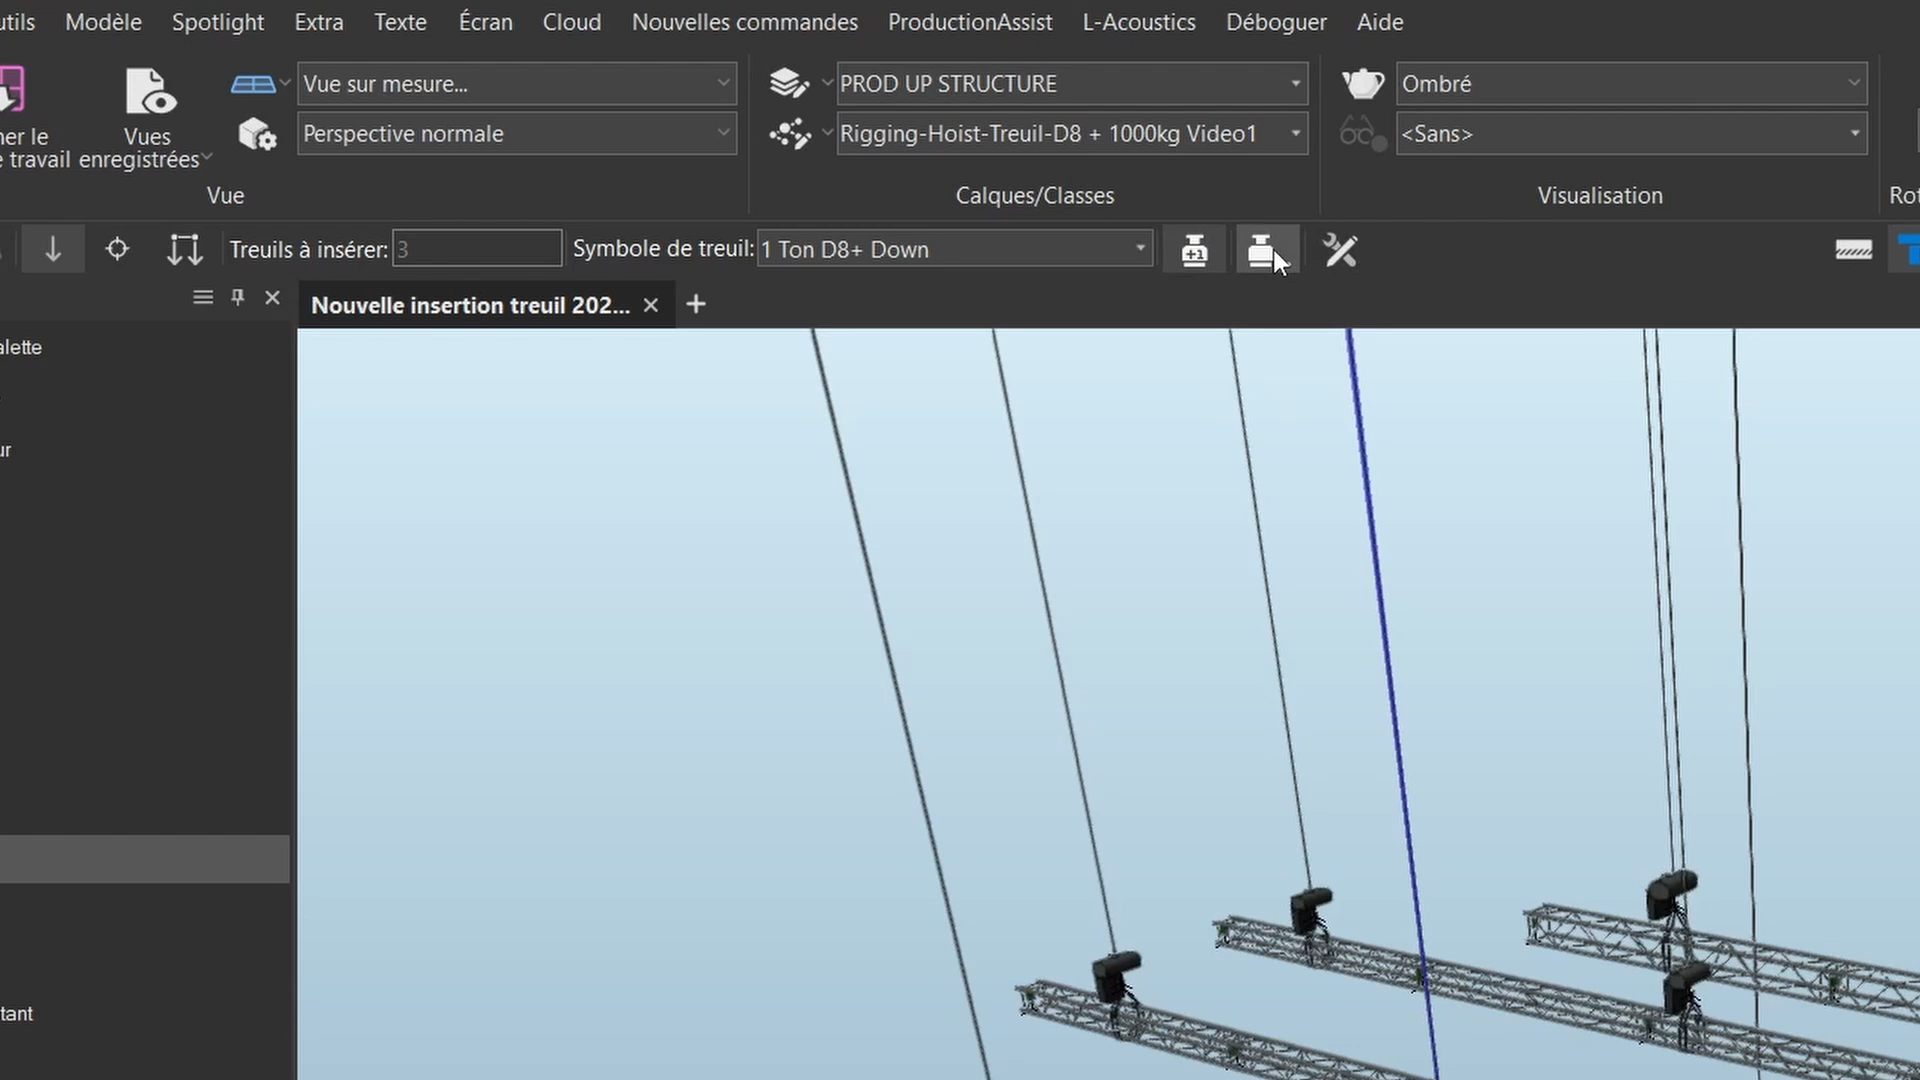 utils Modèle Spotlight Extra Texte Écran Cloud Nouvelles commandes ProductionAssist L-Acoustics Déboguer Aide
Vue sur mesure... PROD UP STRUCTURE Ombré
ner le Vues Perspective normale Rigging-Hoist-Treuil-D8 + 1000kg Video1 <Sans>
e travail enregistrées
Vue Calques/Classes Visualisation Rot
Treuils à insérer: 3 Symbole de treuil: 1 Ton D8+ Down +1
Nouvelle insertion treuil 202...
alette
ur
tant